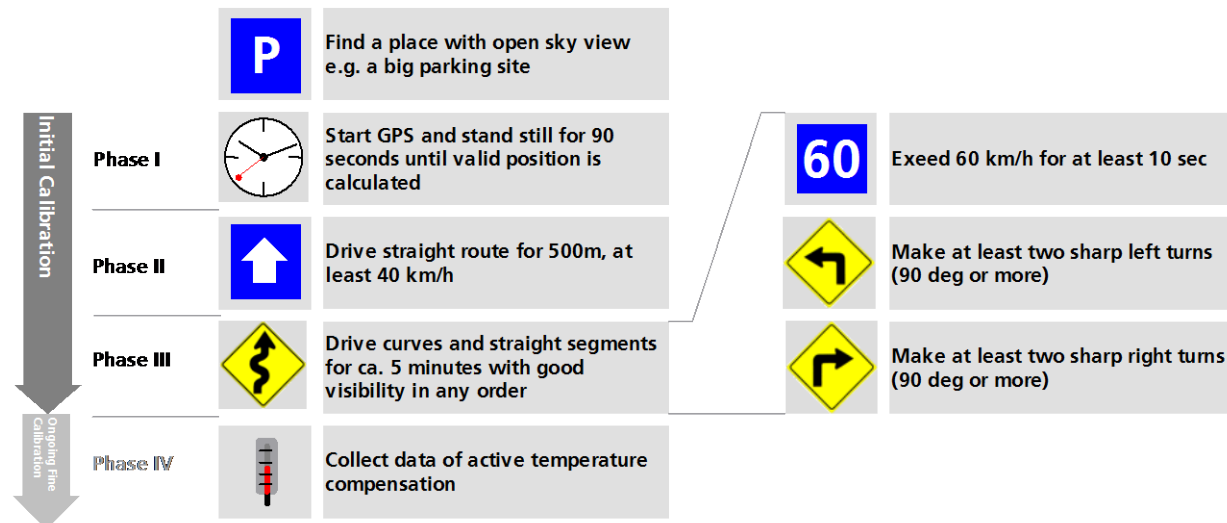 P
Find a place with open sky view
e.g. a big parking site
Initial Calibration
Phase I
Start GPS and stand still for 90
seconds until valid position is
calculated
Phase II
Drive straight route for 500m, at
least 40 km/h
Phase III
Drive curves and straight segments
for ca. 5 minutes with good
visibility in any order
60
Exeed 60 km/h for at least 10 sec
Make at least two sharp left turns
(90 deg or more)
Make at least two sharp right turns
(90 deg or more)
Ongoing Fine
Calibration
Phase IV
Collect data of active temperature
compensation